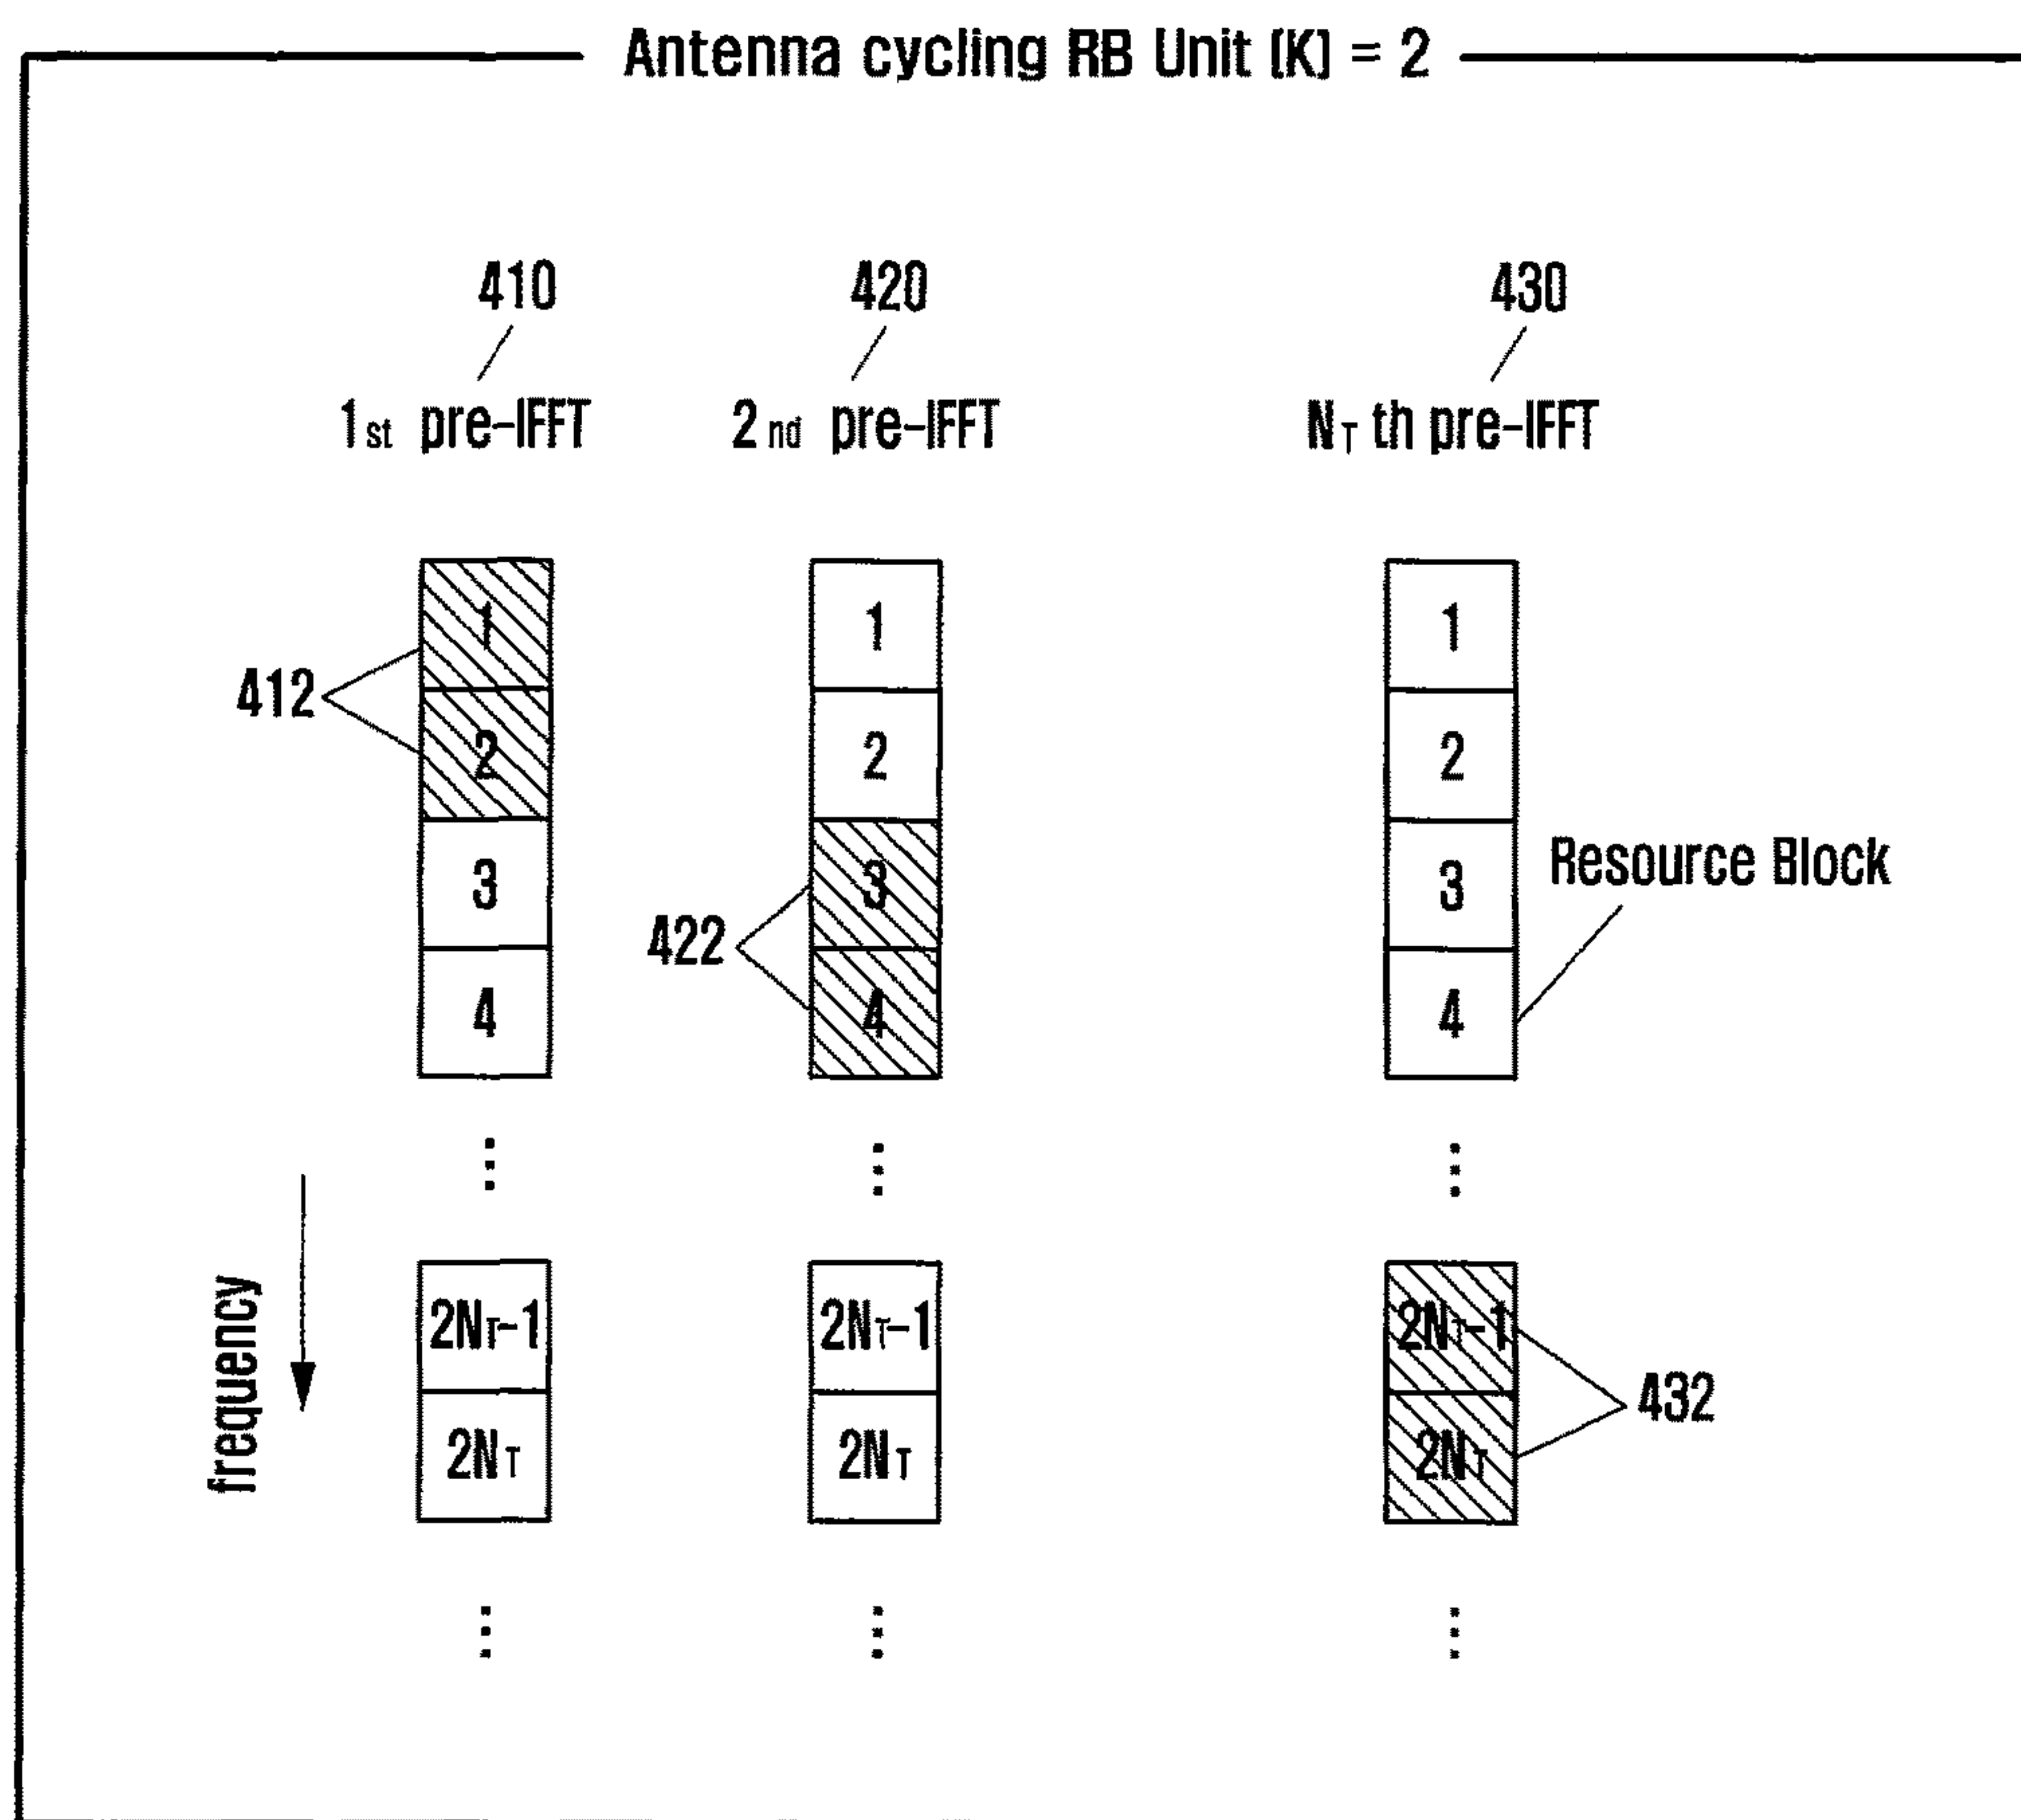 Antenna cycling RB Unit (K) = 2
410 420 430
1st pre-IFFT 2nd pre-IFFT NT th pre-IFFT
1 1 1
412
2 2 2
3 3 3
Resource Block
422
4 4 4
frequency
2NT-1 2NT-1 2NT-1
432
2NT 2NT 2NT